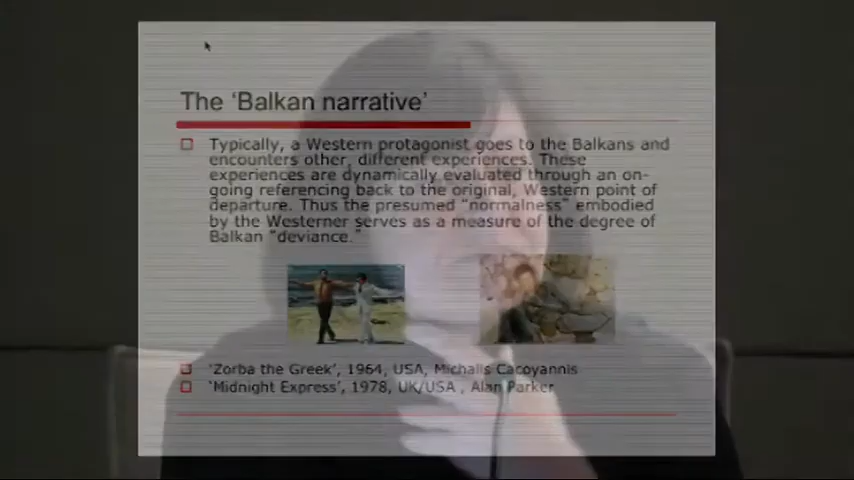 The ‘Balkan narrative’
Typically, a Western protagonist goes to the Balkans and
encounters other, different experiences. These
experiences are dynamically evaluated through an on-
going referencing back to the original, Western point of
departure. Thus the presumed “normalness” embodied
by the Westerner serves as a measure of the degree of
Balkan “deviance.”
‘Zorba the Greek’, 1964, USA, Michalis Cacoyannis
‘Midnight Express’, 1978, UK/USA , Alan Parker